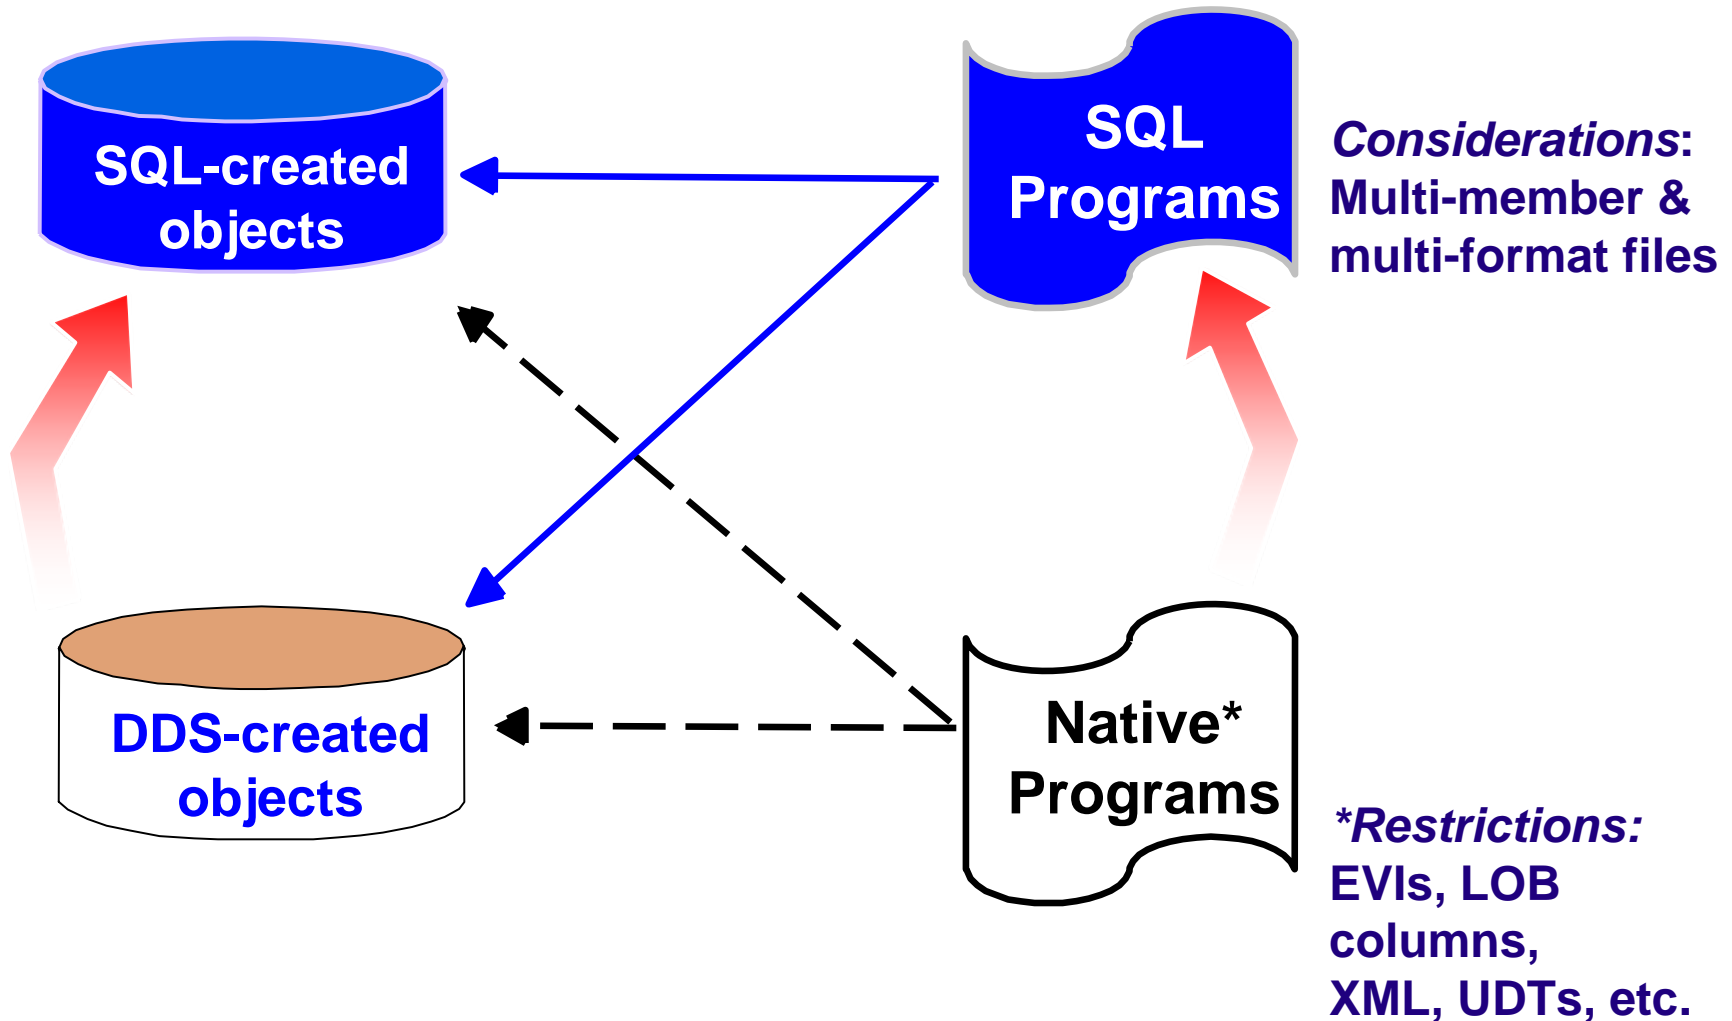 SQL-created
objects
SQL
Programs
Considerations:
Multi-member &
multi-format files
DDS-created
objects
Native*
Programs
*Restrictions:
EVIs, LOB
columns,
XML, UDTs, etc.